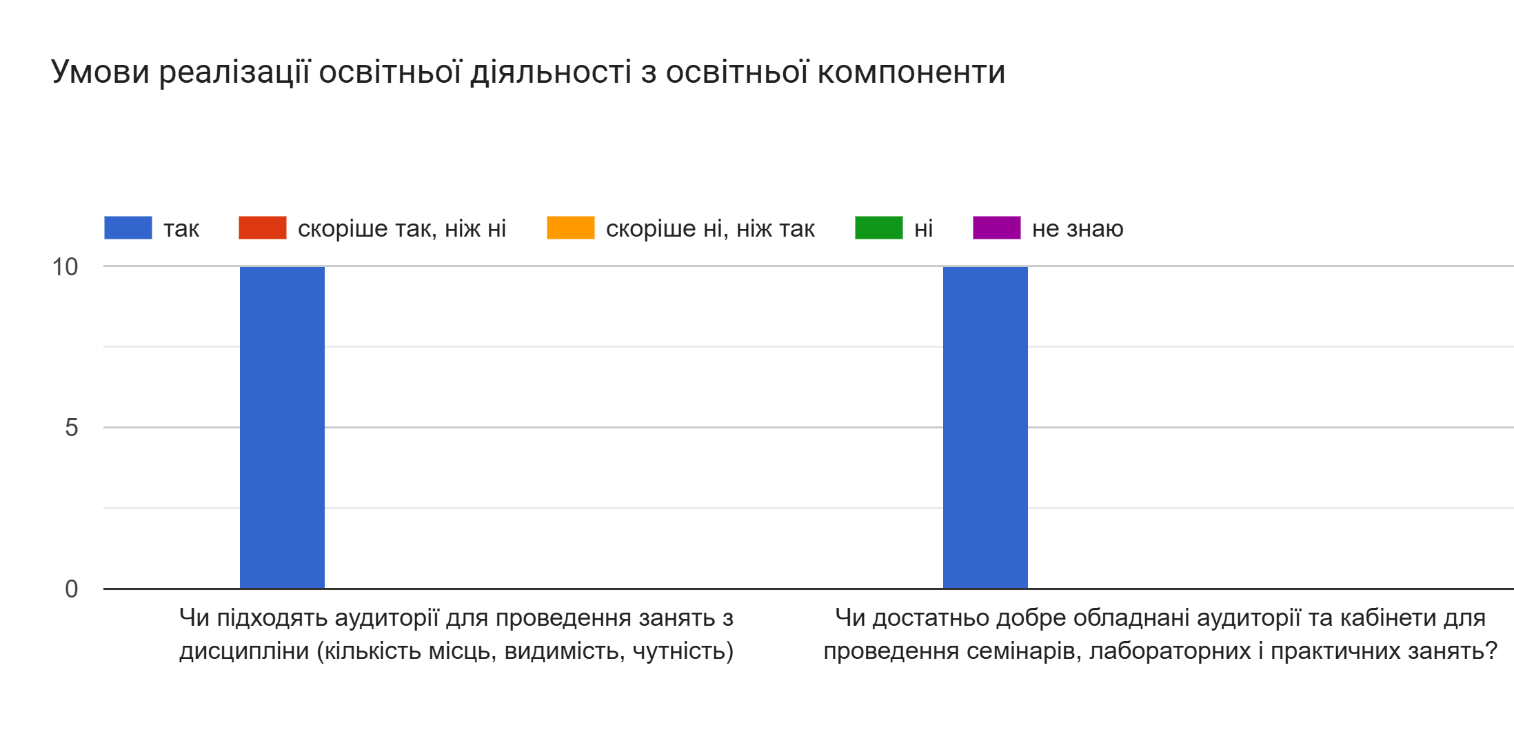 Умови реалізації освітньої діяльності з освітньої компоненти
так скоріше так, ніж ні скоріше ні, ніж так ні не знаю
10
5
0
Чи підходять аудиторії для проведення занять з
дисципліни (кількість місць, видимість, чутність)
Чи достатньо добре обладнані аудиторії та кабінети для
проведення семінарів, лабораторних і практичних занять?